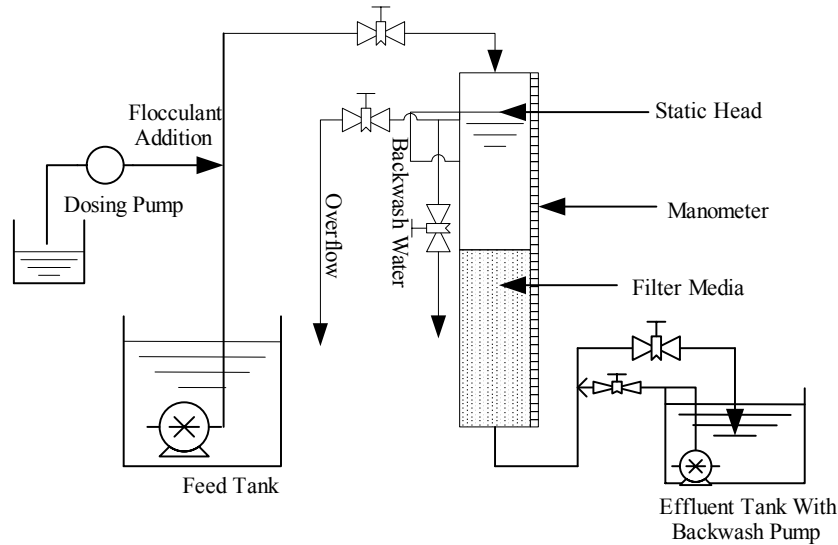 Flocculant
Addition
Dosing Pump
Feed Tank
Overflow
Backwash Water
Static Head
Manometer
Filter Media
Effluent Tank With
Backwash Pump